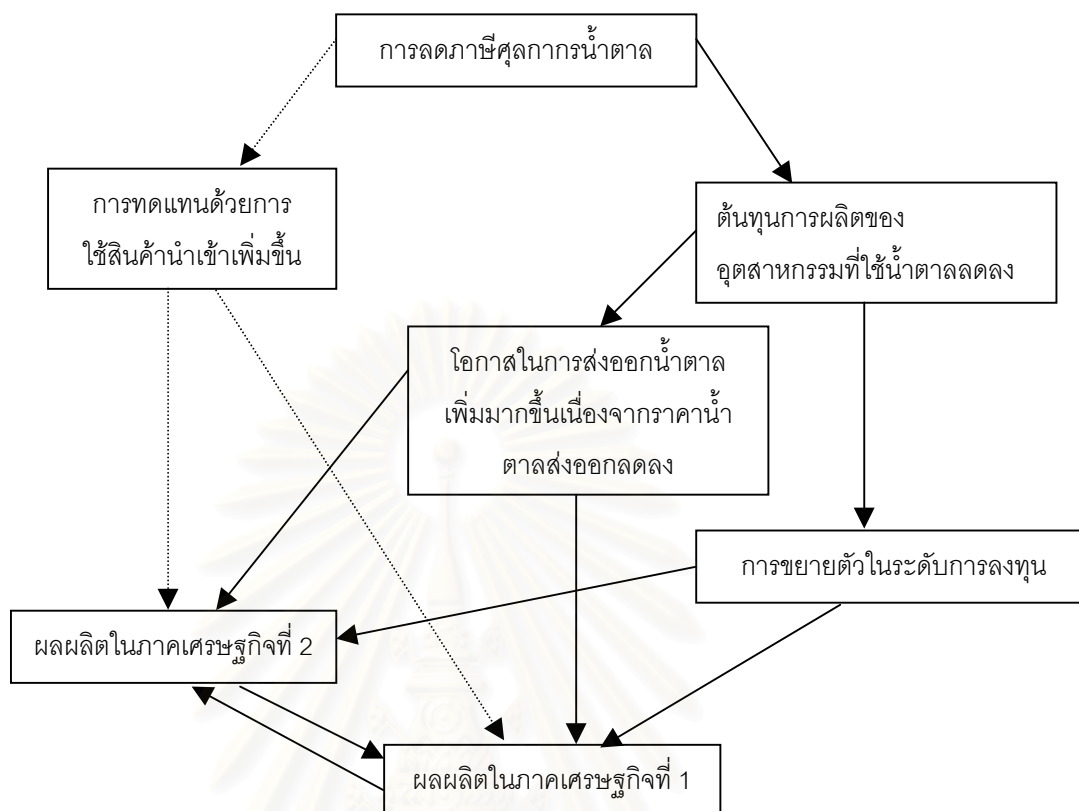 การลดภาษีศุลกากรน้ำตาล
การทดแทนด้วยการ
ใช้สินค้านำเข้าเพิ่มขึ้น
ต้นทุนการผลิตของ
อุตสาหกรรมที่ใช้น้ำตาลลดลง
โอกาสในการส่งออกน้ำตาล
เพิ่มมากขึ้นเนื่องจากราคาน้ำ
ตาลส่งออกลดลง
การขยายตัวในระดับการลงทุน
ผลผลิตในภาคเศรษฐกิจที่ 2
ผลผลิตในภาคเศรษฐกิจที่ 1